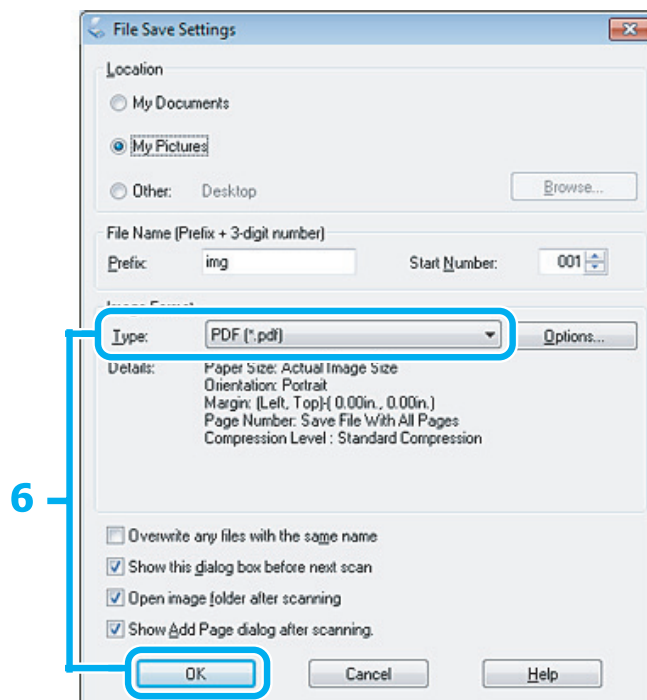 File Save Settings
Location
My Documents
My Pictures
Other: Desktop Browse...
File Name (Prefix + 3-digit number)
Prefix: img Start Number: 001
Image Format
Type: PDF (*.pdf) Options...
Details: Paper Size: Actual Image Size
Orientation: Portrait
Margin: (Left, Top)-( 0.00in., 0.00in.)
Page Number: Save File With All Pages
Compression Level : Standard Compression
6
Overwrite any files with the same name
Show this dialog box before next scan
Open image folder after scanning
Show Add Page dialog after scanning.
OK Cancel Help